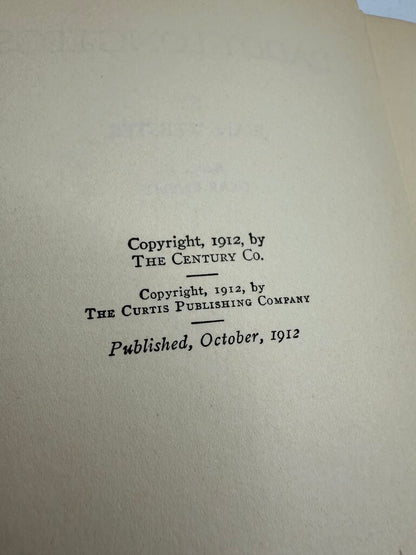 Copyright, 1912, by
THE CENTURY CO.
Copyright, 1912, by
THE CURTIS PUBLISHING COMPANY
Published, October, 1912